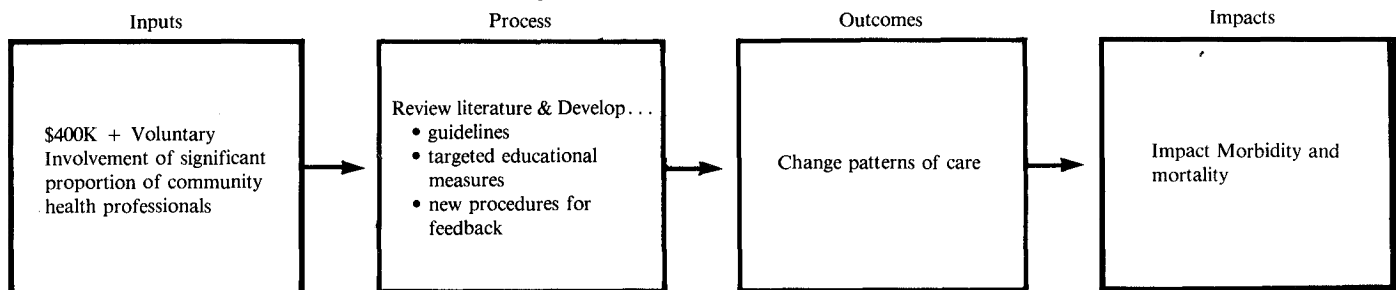 Inputs
Process
Outcomes
Impacts
$400K + Voluntary
Involvement of significant
proportion of community
health professionals
Review literature & Develop...
• guidelines
• targeted educational
measures
• new procedures for
feedback
Change patterns of care
Impact Morbidity and
mortality